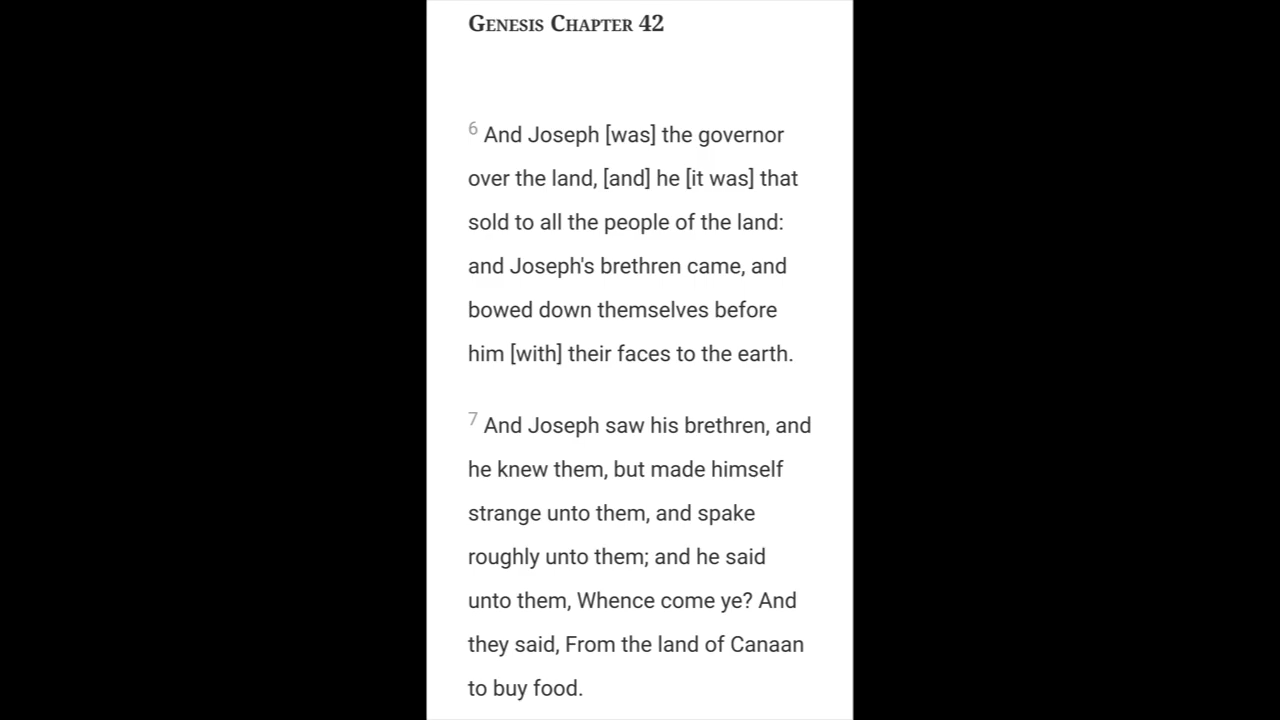 Genesis Chapter 42
6 And Joseph [was] the governor
over the land, [and] he [it was] that
sold to all the people of the land:
and Joseph's brethren came, and
bowed down themselves before
him [with] their faces to the earth.
7 And Joseph saw his brethren, and
he knew them, but made himself
strange unto them, and spake
roughly unto them; and he said
unto them, Whence come ye? And
they said, From the land of Canaan
to buy food.